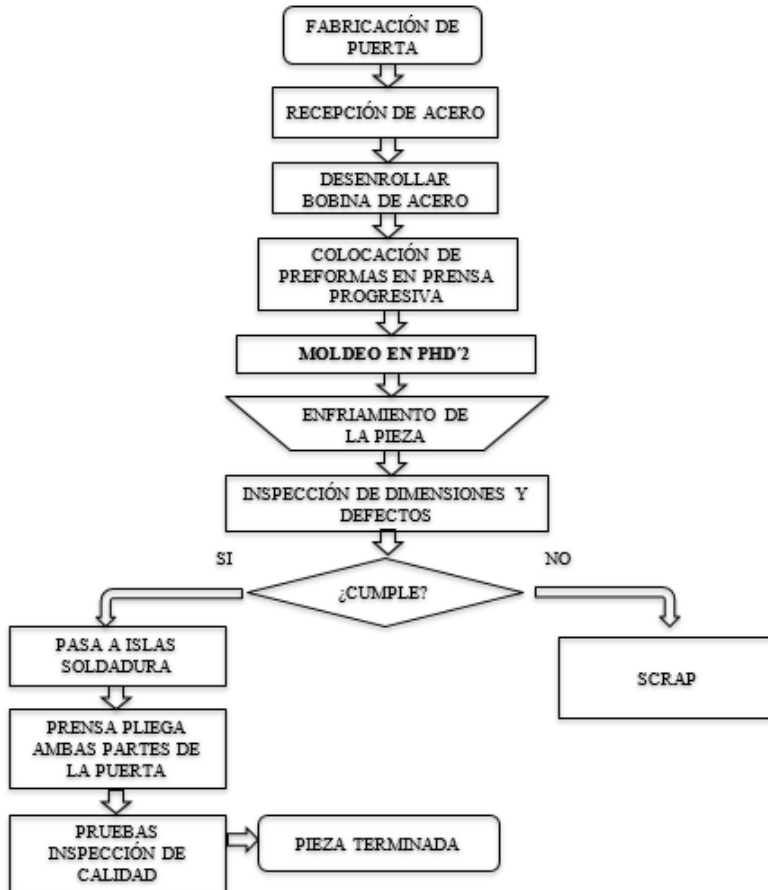 FABRICACIÓN DE
PUERTA
RECEPCIÓN DE ACERO
DESENROLLAR
BOBINA DE ACERO
COLOCACIÓN DE
PREFORMAS EN PRENSA
PROGRESIVA
MOLDEO EN PHD´2
ENFRIAMIENTO DE
LA PIEZA
INSPECCIÓN DE DIMENSIONES Y
DEFECTOS
SI
NO
¿CUMPLE?
PASA A ISLAS
SOLDADURA
SCRAP
PRENSA PLIEGA
AMBAS PARTES DE
LA PUERTA
PRUEBAS
INSPECCIÓN DE
CALIDAD
PIEZA TERMINADA